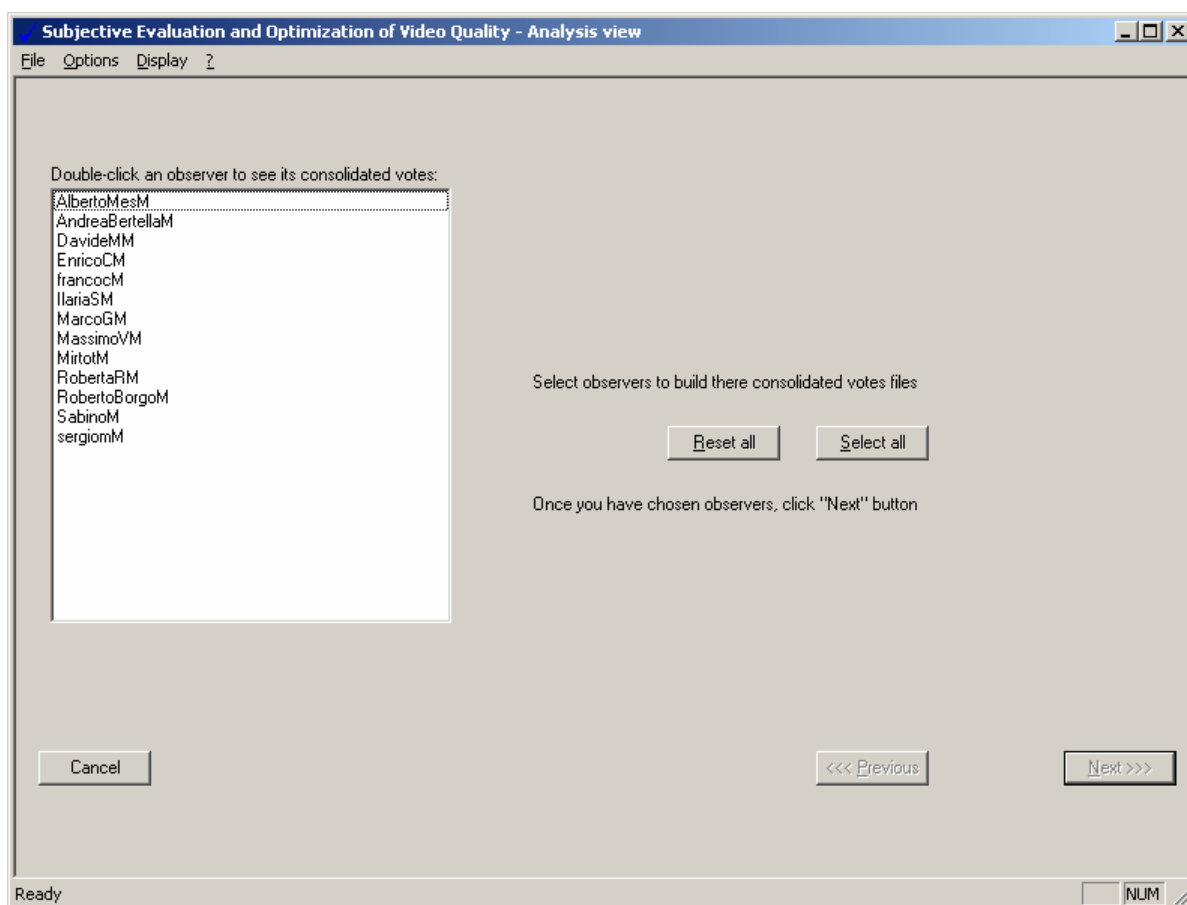 Subjective Evaluation and Optimization of Video Quality - Analysis view
File Options Display ?
Double-click an observer to see its consolidated votes:
AlbertoMesM
AndreaBertellaM
DavideMM
EnricoCM
francocM
IlariaSM
MarcoGM
MassimoVM
MirtotM
RobertaRM
RobertoBorgoM
SabinoM
sergiomM
Select observers to build there consolidated votes files
Reset all Select all
Once you have chosen observers, click "Next" button
Cancel <<< Previous Next >>>
Ready NUM